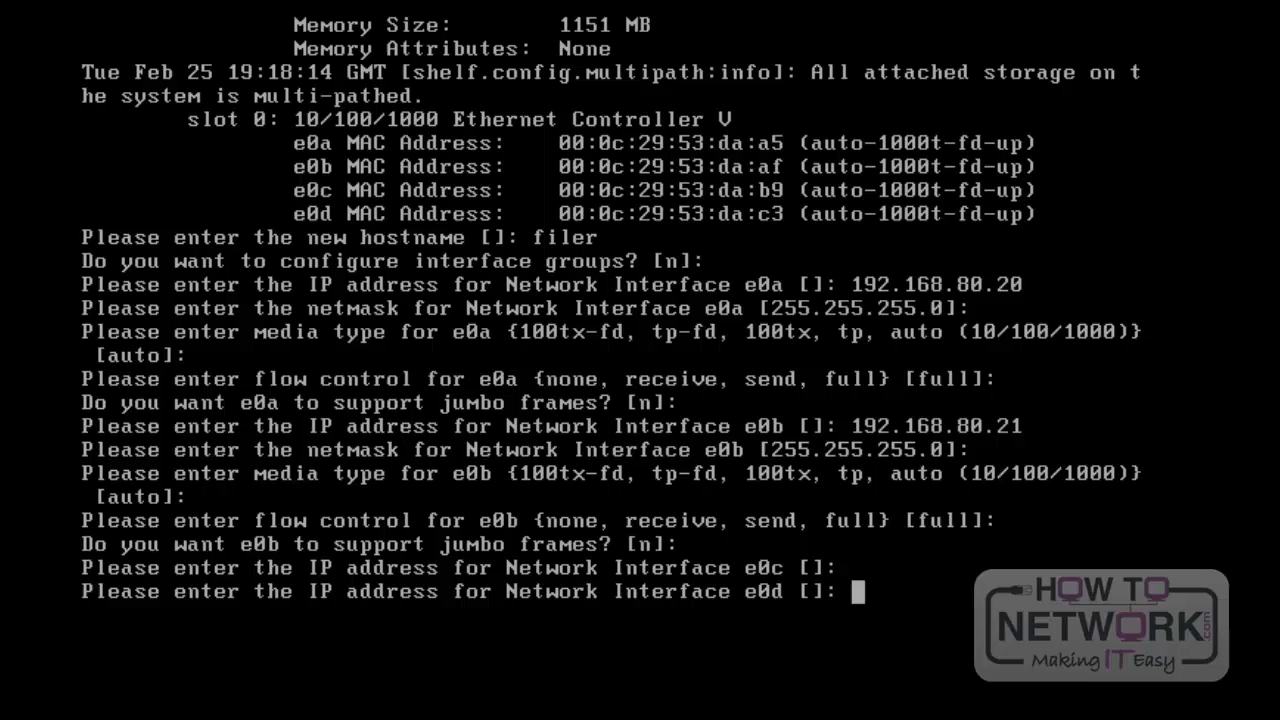 Memory Size: 1151 MB
Memory Attributes: None
Tue Feb 25 19:18:14 GMT [shelf.config.multipath:info]: All attached storage on t
he system is multi-pathed.
slot 0: 10/100/1000 Ethernet Controller V
e0a MAC Address: 00:0c:29:53:da:a5 (auto-1000t-fd-up)
e0b MAC Address: 00:0c:29:53:da:af (auto-1000t-fd-up)
e0c MAC Address: 00:0c:29:53:da:b9 (auto-1000t-fd-up)
e0d MAC Address: 00:0c:29:53:da:c3 (auto-1000t-fd-up)
Please enter the new hostname []: filer
Do you want to configure interface groups? [n]:
Please enter the IP address for Network Interface e0a []: 192.168.80.20
Please enter the netmask for Network Interface e0a [255.255.255.0]:
Please enter media type for e0a {100tx-fd, tp-fd, 100tx, tp, auto (10/100/1000)}
[auto]:
Please enter flow control for e0a {none, receive, send, full} [full]:
Do you want e0a to support jumbo frames? [n]:
Please enter the IP address for Network Interface e0b []: 192.168.80.21
Please enter the netmask for Network Interface e0b [255.255.255.0]:
Please enter media type for e0b {100tx-fd, tp-fd, 100tx, tp, auto (10/100/1000)}
[auto]:
Please enter flow control for e0b {none, receive, send, full} [full]:
Do you want e0b to support jumbo frames? [n]:
Please enter the IP address for Network Interface e0c []:
Please enter the IP address for Network Interface e0d []:
HOW TO
NETWORK.com
Making IT Easy